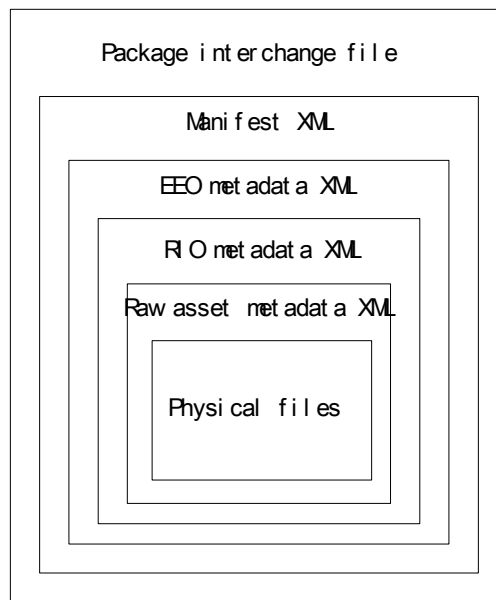 Package interchange file
Manifest XML
EEO metadata XML
RIO metadata XML
Raw asset metadata XML
Physical files